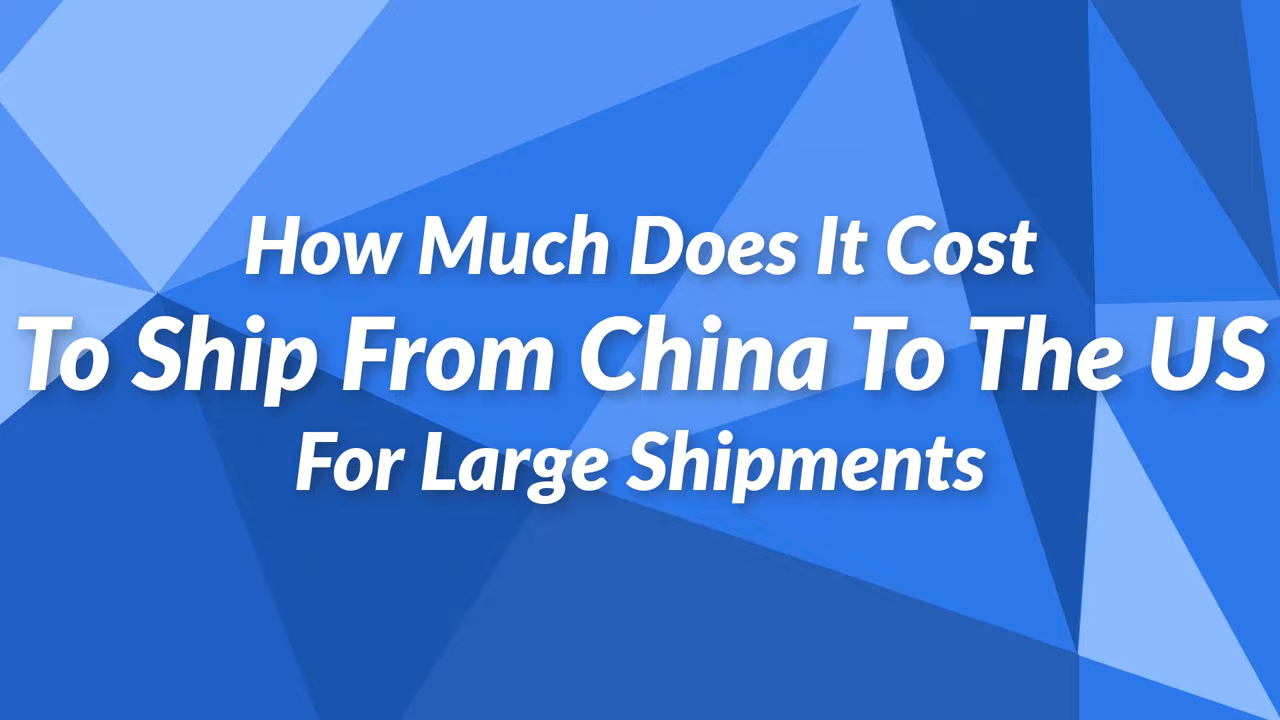 How Much Does It Cost
To Ship From China To The US
For Large Shipments